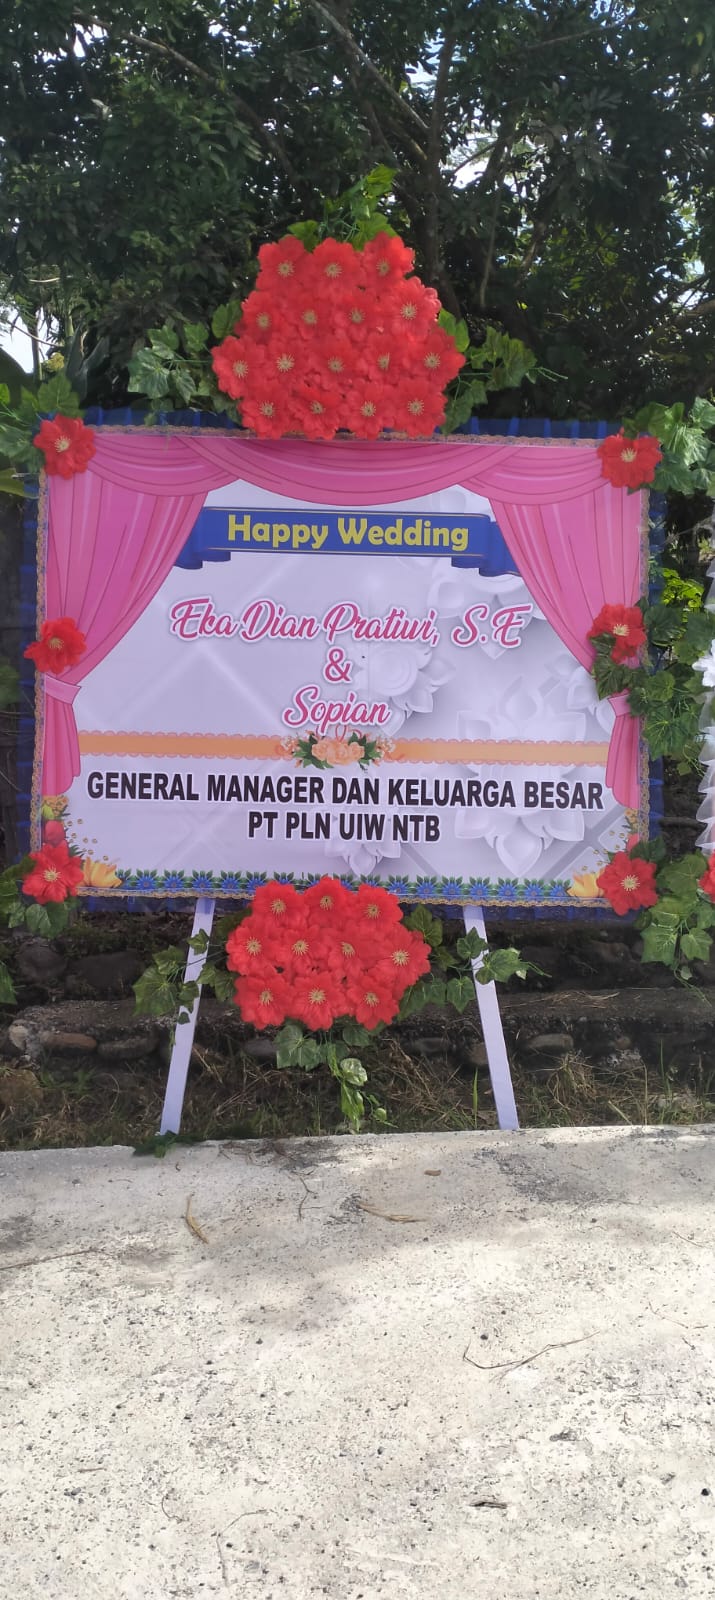 Happy Wedding
Eka Dian Pratiwi, S.E
&
Sopian
GENERAL MANAGER DAN KELUARGA BESAR
PT PLN UIW NTB